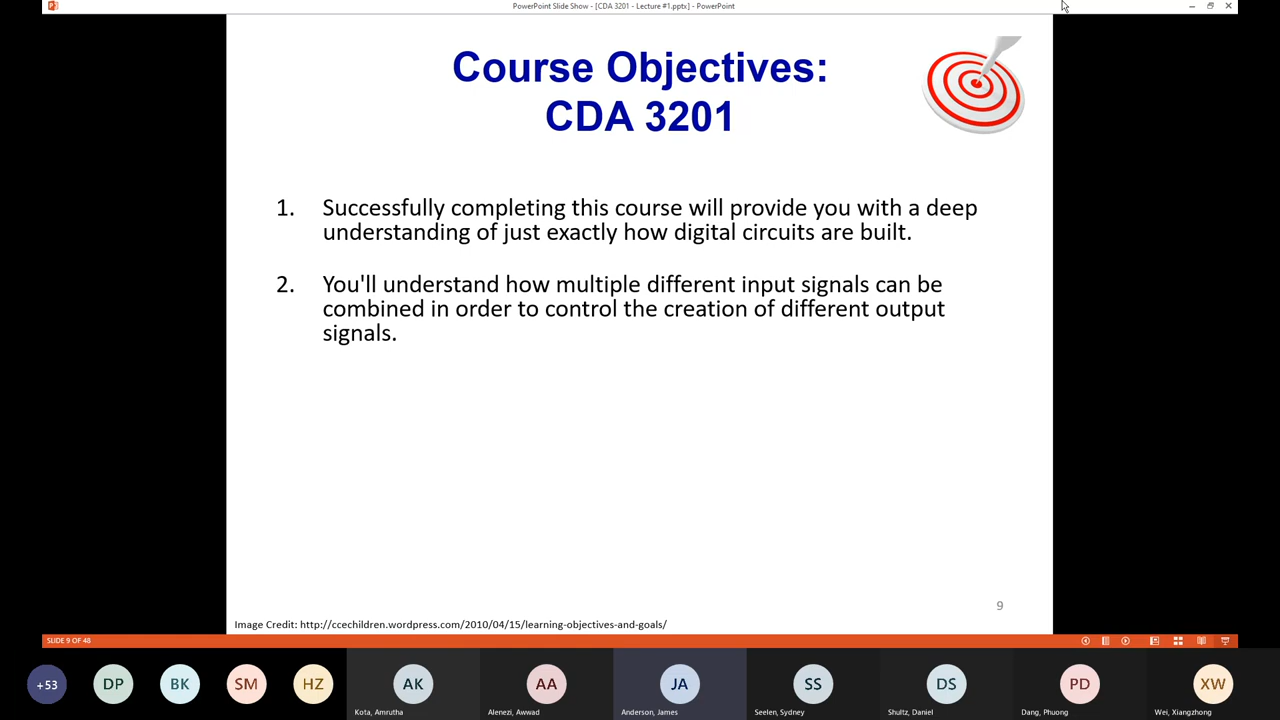 PowerPoint Slide Show - [CDA 3201 - Lecture #1.pptx] - PowerPoint
Course Objectives:
CDA 3201
1. Successfully completing this course will provide you with a deep
understanding of just exactly how digital circuits are built.
2. You'll understand how multiple different input signals can be
combined in order to control the creation of different output
signals.
9
Image Credit: http://ccechildren.wordpress.com/2010/04/15/learning-objectives-and-goals/
SLIDE 9 OF 48
+53 DP BK SM HZ AK AA JA SS DS PD XW
Kota, Amrutha Alenezi, Awwad Anderson, James Seelen, Sydney Shultz, Daniel Dang, Phuong Wei, Xiangzhong